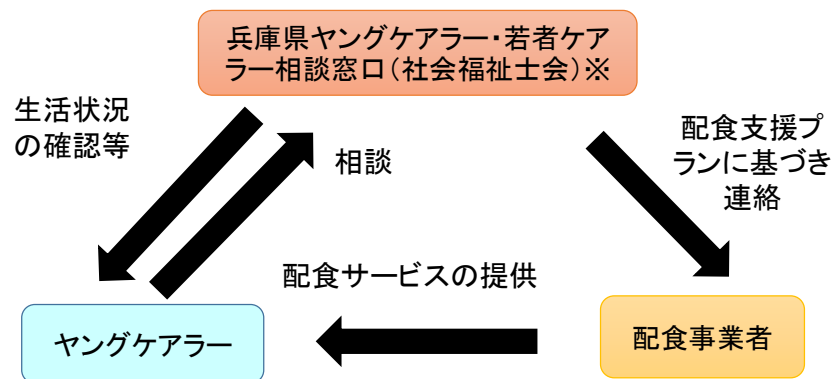 兵庫県ヤングケアラー・若者ケア
ラー相談窓口（社会福祉士会）※
生活状況
の確認等
相談
配食支援プ
ランに基づき
連絡
配食サービスの提供
ヤングケアラー
配食事業者